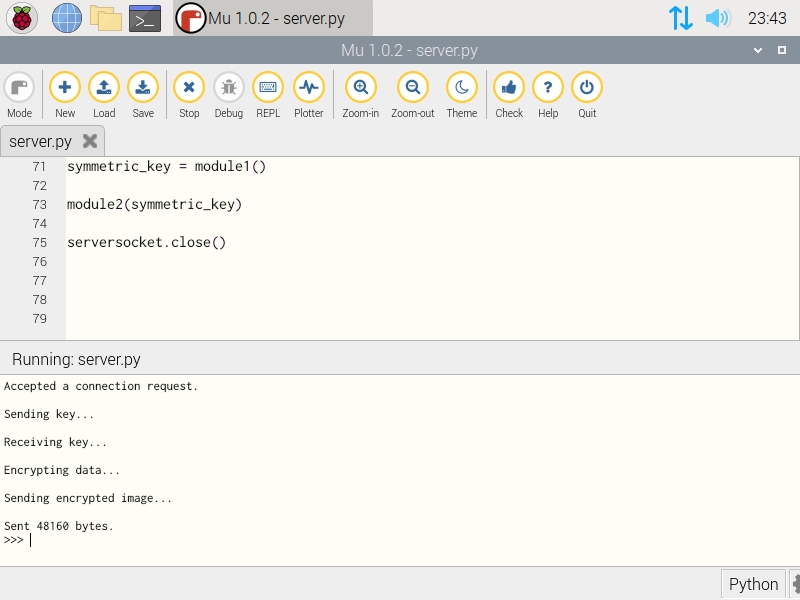 Mu 1.0.2 - server.py
23:43
Mu 1.0.2 - server.py
Mode New Load Save Stop Debug REPL Plotter Zoom-in Zoom-out Theme Check Help Quit
server.py
71 symmetric_key = module1()
72
73 module2(symmetric_key)
74
75 serversocket.close()
76
77
78
79
Running: server.py
Accepted a connection request.
Sending key...
Receiving key...
Encrypting data...
Sending encrypted image...
Sent 48160 bytes.
>>>
Python